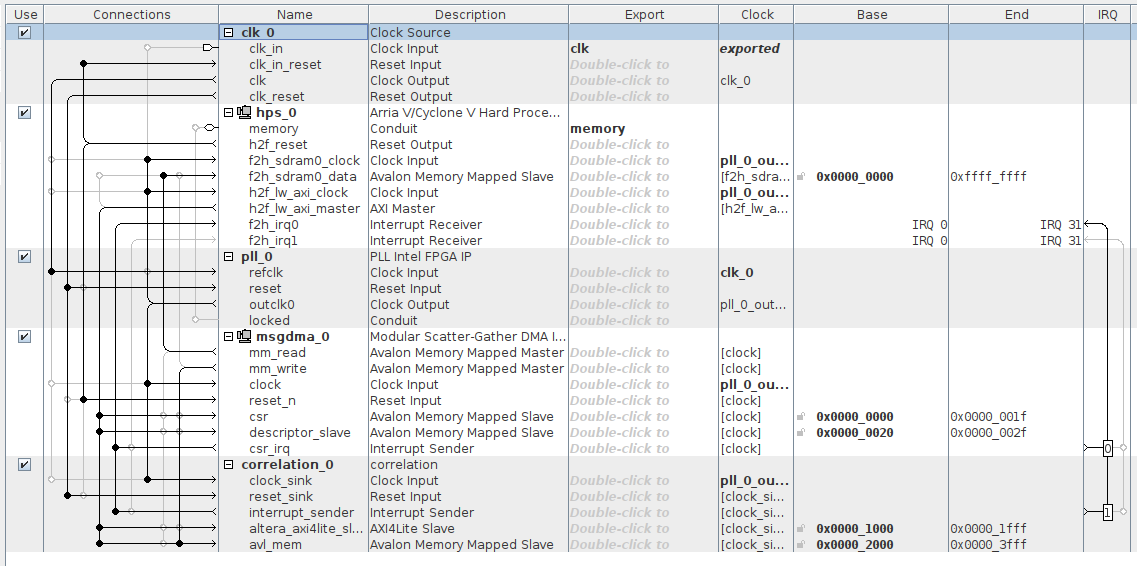 Use Connections Name Description Export Clock Base End IRQ
clk_0 Clock Source
clk_in Clock Input clk exported
clk_in_reset Reset Input Double-click to
clk Clock Output Double-click to clk_0
clk_reset Reset Output Double-click to
hps_0 Arria V/Cyclone V Hard Proce...
memory Conduit memory
h2f_reset Reset Output Double-click to
f2h_sdram0_clock Clock Input Double-click to pll_0_ou...
f2h_sdram0_data Avalon Memory Mapped Slave Double-click to [f2h_sdra... 0x0000_0000 0xffff_ffff
h2f_lw_axi_clock Clock Input Double-click to pll_0_ou...
h2f_lw_axi_master AXI Master Double-click to [h2f_lw_a...
f2h_irq0 Interrupt Receiver Double-click to IRQ 0 IRQ 31
f2h_irq1 Interrupt Receiver Double-click to IRQ 0 IRQ 31
pll_0 PLL Intel FPGA IP
refclk Clock Input Double-click to clk_0
reset Reset Input Double-click to
outclk0 Clock Output Double-click to pll_0_out...
locked Conduit Double-click to
msgdma_0 Modular Scatter-Gather DMA I...
mm_read Avalon Memory Mapped Master Double-click to [clock]
mm_write Avalon Memory Mapped Master Double-click to [clock]
clock Clock Input Double-click to pll_0_ou...
reset_n Reset Input Double-click to [clock]
csr Avalon Memory Mapped Slave Double-click to [clock] 0x0000_0000 0x0000_001f
descriptor_slave Avalon Memory Mapped Slave Double-click to [clock] 0x0000_0020 0x0000_002f
csr_irq Interrupt Sender Double-click to [clock] 0
correlation_0 correlation
clock_sink Clock Input Double-click to pll_0_ou...
reset_sink Reset Input Double-click to [clock_si...
interrupt_sender Interrupt Sender Double-click to [clock_si... 1
altera_axi4lite_sl... AXI4Lite Slave Double-click to [clock_si... 0x0000_1000 0x0000_1fff
avl_mem Avalon Memory Mapped Slave Double-click to [clock_si... 0x0000_2000 0x0000_3fff